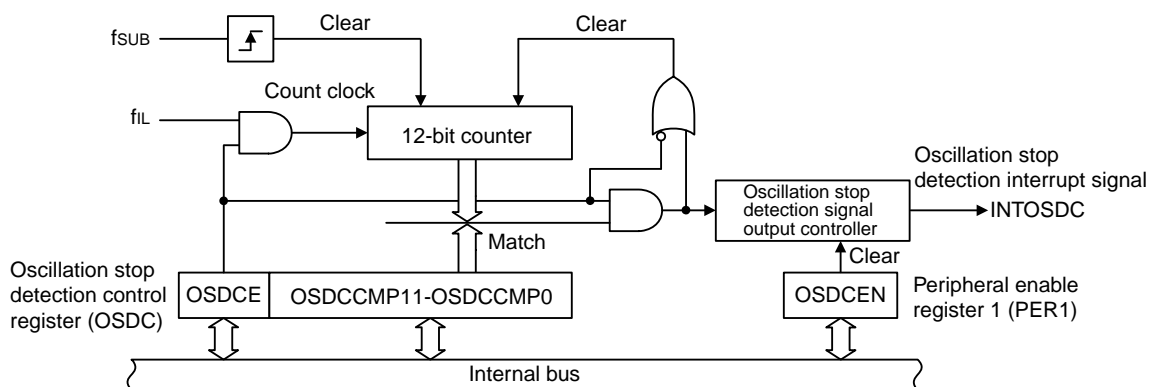 fSUB
Clear
Clear
Count clock
fIL
12-bit counter
Oscillation stop
detection interrupt signal
INTOSDC
Oscillation stop
detection signal
output controller
Match
Clear
Oscillation stop
detection control
register (OSDC)
OSDCE
OSDCCMP11-OSDCCMP0
OSDCEN
Peripheral enable
register 1 (PER1)
Internal bus